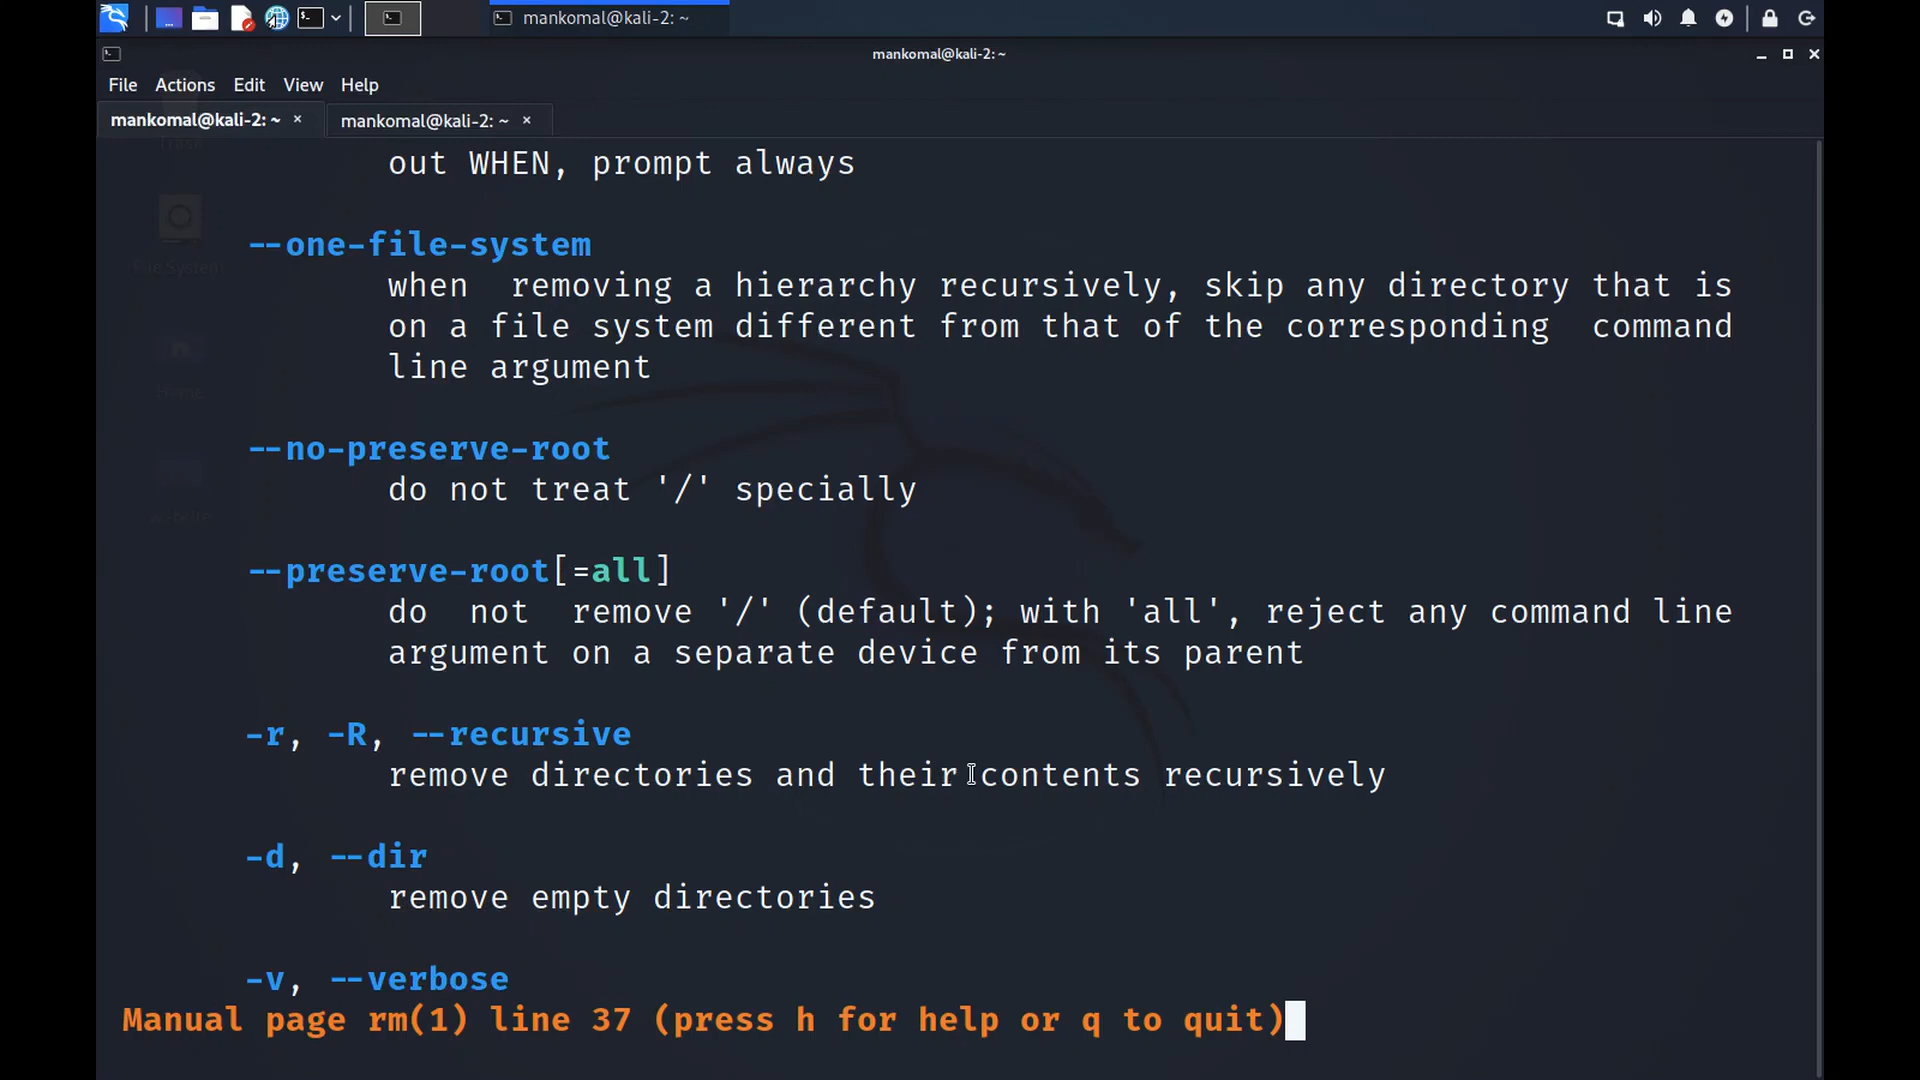 mankomal@kali-2: ~
mankomal@kali-2: ~
File Actions Edit View Help
mankomal@kali-2: ~ × mankomal@kali-2: ~ ×
Trash
out WHEN, prompt always
--one-file-system
File System
when removing a hierarchy recursively, skip any directory that is
on a file system different from that of the corresponding command
line argument
Home
--no-preserve-root
do not treat '/' specially
website
--preserve-root[=all]
do not remove '/' (default); with 'all', reject any command line
argument on a separate device from its parent
-r, -R, --recursive
remove directories and their contents recursively
-d, --dir
remove empty directories
-v, --verbose
Manual page rm(1) line 37 (press h for help or q to quit)